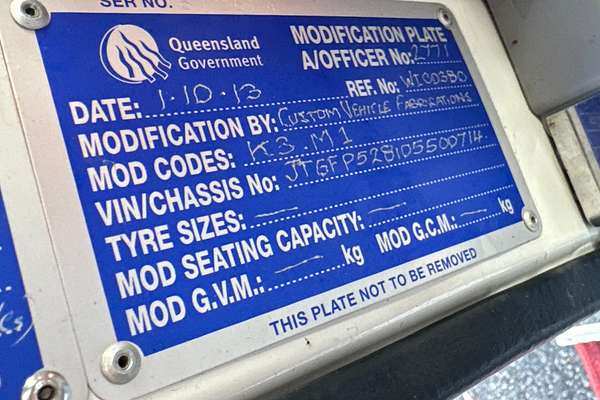 SER NO.
Queensland Government
MODIFICATION PLATE
A/OFFICER No: 2771
DATE: 1.10.13 REF. No: WI00380
MODIFICATION BY: CUSTOM VEHICLE FABRICATIONS
MOD CODES: K3.M1
VIN/CHASSIS No: JTGFP528105500714
TYRE SIZES: —
MOD SEATING CAPACITY: —
MOD G.V.M.: — kg MOD G.C.M.: — kg
THIS PLATE NOT TO BE REMOVED